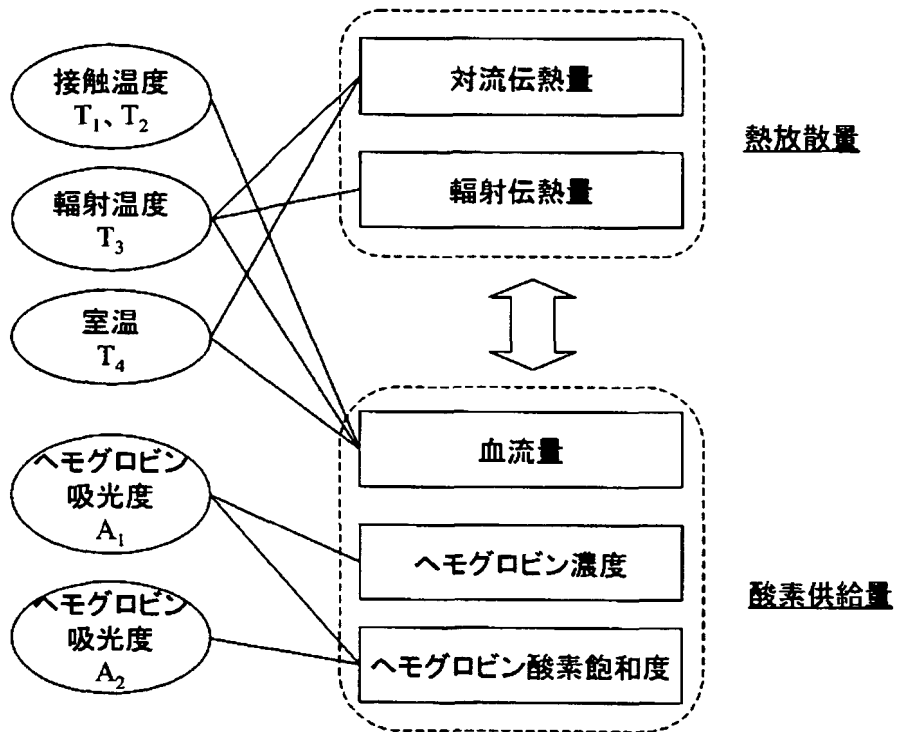 接触温度
T₁、T₂
輻射温度
T₃
室温
T₄
ヘモグロビン
吸光度
A₁
ヘモグロビン
吸光度
A₂
対流伝熱量
輻射伝熱量
熱放散量
血流量
ヘモグロビン濃度
ヘモグロビン酸素飽和度
酸素供給量